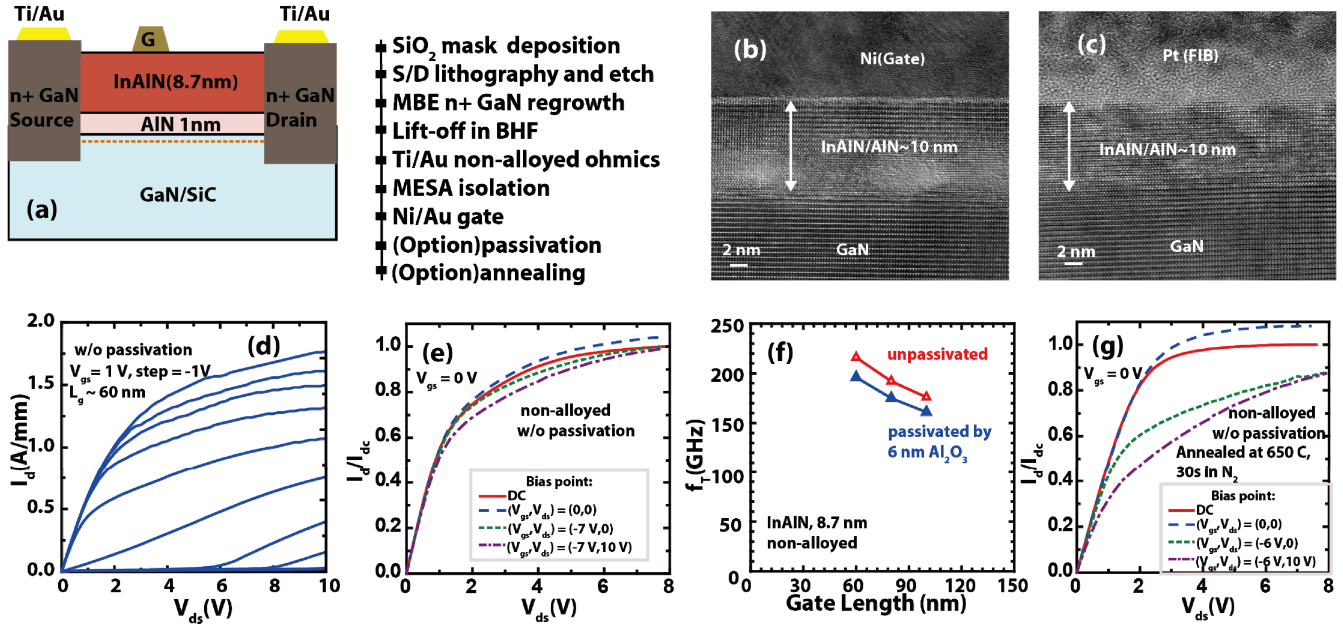 Ti/Au
Ti/Au
G
InAlN(8.7nm)
n+ GaN
Source
n+ GaN
Drain
AlN 1nm
GaN/SiC
(a)
SiO2 mask deposition
S/D lithography and etch
MBE n+ GaN regrowth
Lift-off in BHF
Ti/Au non-alloyed ohmics
MESA isolation
Ni/Au gate
(Option)passivation
(Option)annealing
(b)
Ni(Gate)
InAlN/AlN~10 nm
2 nm
GaN
(c)
Pt (FIB)
InAlN/AlN~10 nm
2 nm
GaN
(d)
w/o passivation
Vgs= 1 V, step = -1V
Lg ~ 60 nm
Id(A/mm)
2.0
1.5
1.0
0.5
0.0
0 2 4 6 8 10
Vds(V)
(e)
Vgs = 0 V
non-alloyed
w/o passivation
Bias point:
DC
(Vgs,Vds) = (0,0)
(Vgs,Vds) = (-7 V,0)
(Vgs,Vds) = (-7 V,10 V)
Id/Idc
1.0
0.8
0.6
0.4
0.2
0.0
0 2 4 6 8
Vds(V)
(f)
unpassivated
passivated by
6 nm Al2O3
InAlN, 8.7 nm
non-alloyed
fT(GHz)
250
200
150
100
50
0
0 30 60 90 120 150
Gate Length (nm)
(g)
Vgs = 0 V
non-alloyed
w/o passivation
Annealed at 650 C,
30s in N2
Bias point:
DC
(Vgs,Vds) = (0,0)
(Vgs,Vds) = (-6 V,0)
(Vgs,Vds) = (-6 V,10 V)
Id/Idc
1.0
0.8
0.6
0.4
0.2
0.0
0 2 4 6 8
Vds(V)